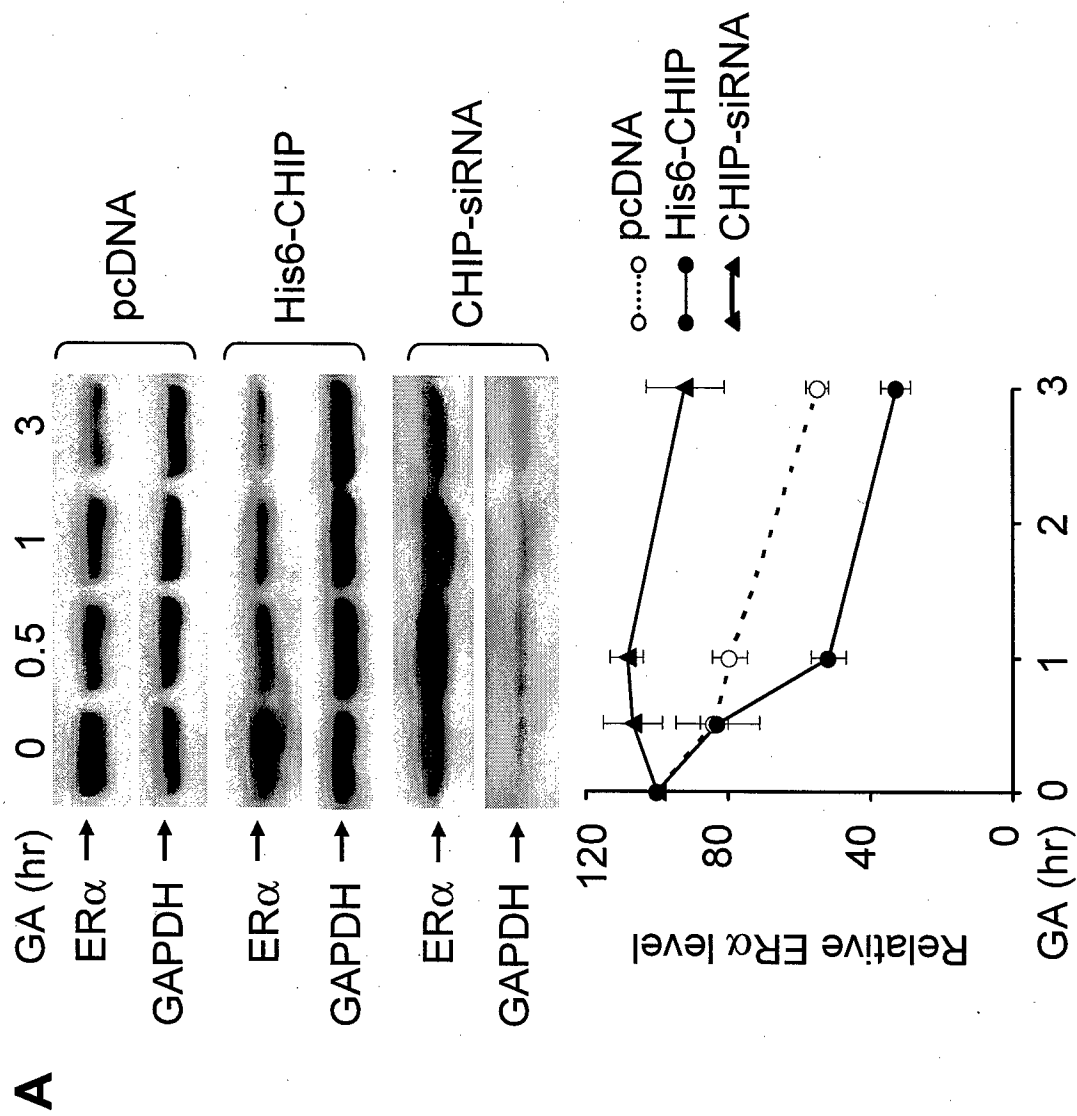 A
GA (hr) 0 0.5 1 3
ERα →
GAPDH →
pcDNA
ERα →
GAPDH →
His6-CHIP
ERα →
GAPDH →
CHIP-siRNA
Relative ERα level
120
80
40
0
0 1 2 3
GA (hr)
pcDNA
His6-CHIP
CHIP-siRNA